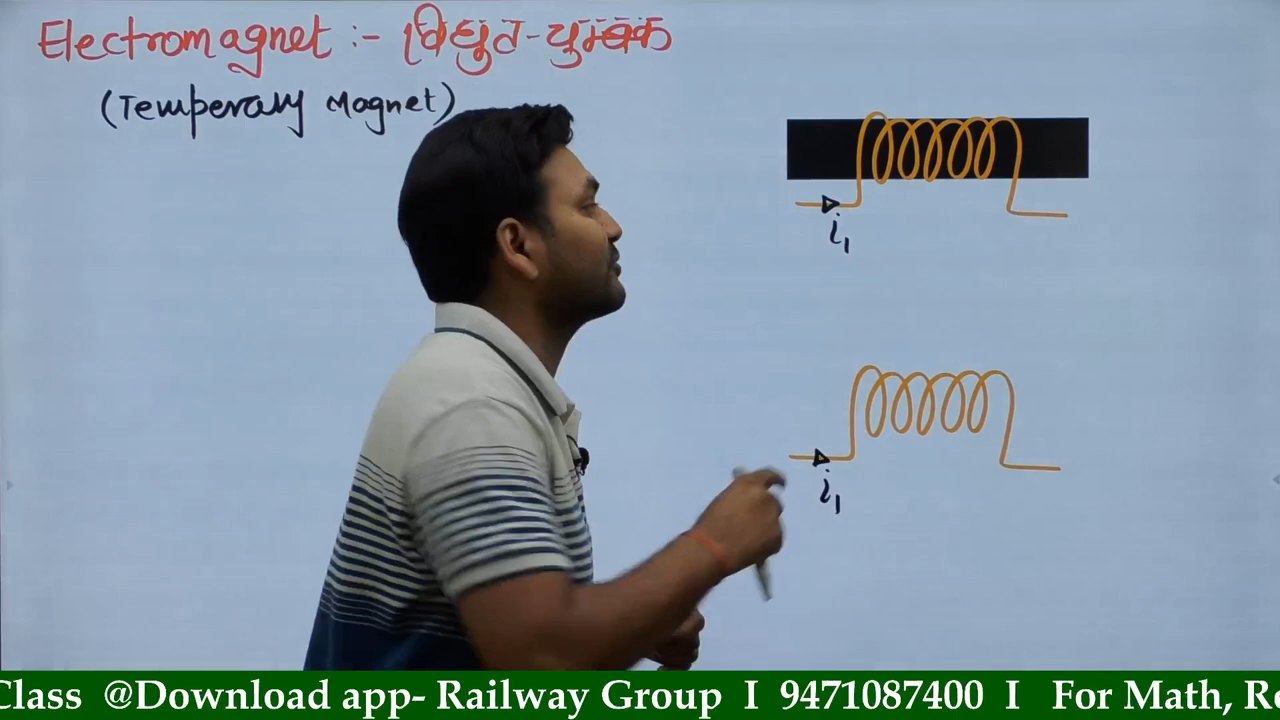 Electromagnet :- विधुत-चुम्बक
(Temperary Magnet)
i₁
i₁
Class @Download app- Railway Group I 9471087400 I For Math, Re